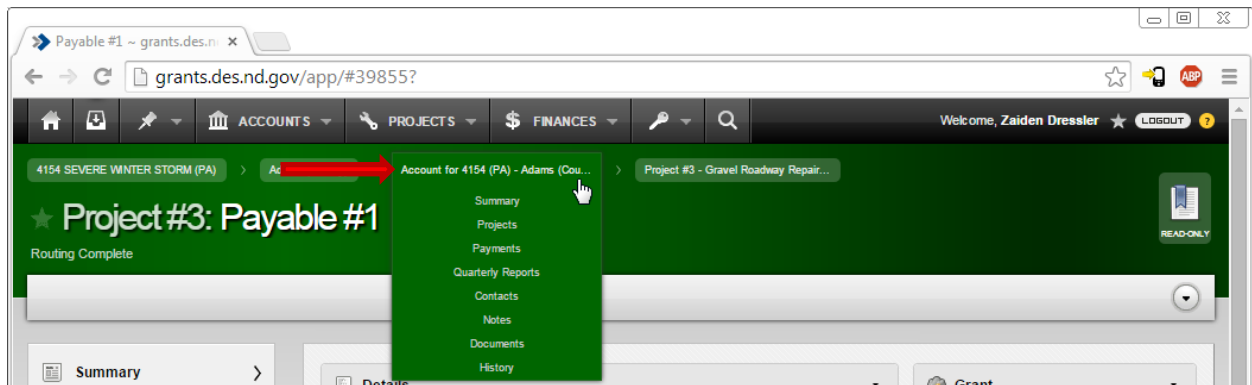 Payable #1 ~ grants.des.n
grants.des.nd.gov/app/#39855?
ABP
ACCOUNTS PROJECTS $ FINANCES Welcome, Zaiden Dressler LOGOUT ?
4154 SEVERE WINTER STORM (PA) > Account for 4154 (PA) - Adams (Cou... > Project #3 - Gravel Roadway Repair...
Project #3: Payable #1
Routing Complete
READ-ONLY
Summary
Projects
Payments
Quarterly Reports
Contacts
Notes
Documents
History
Summary
Details
Grant